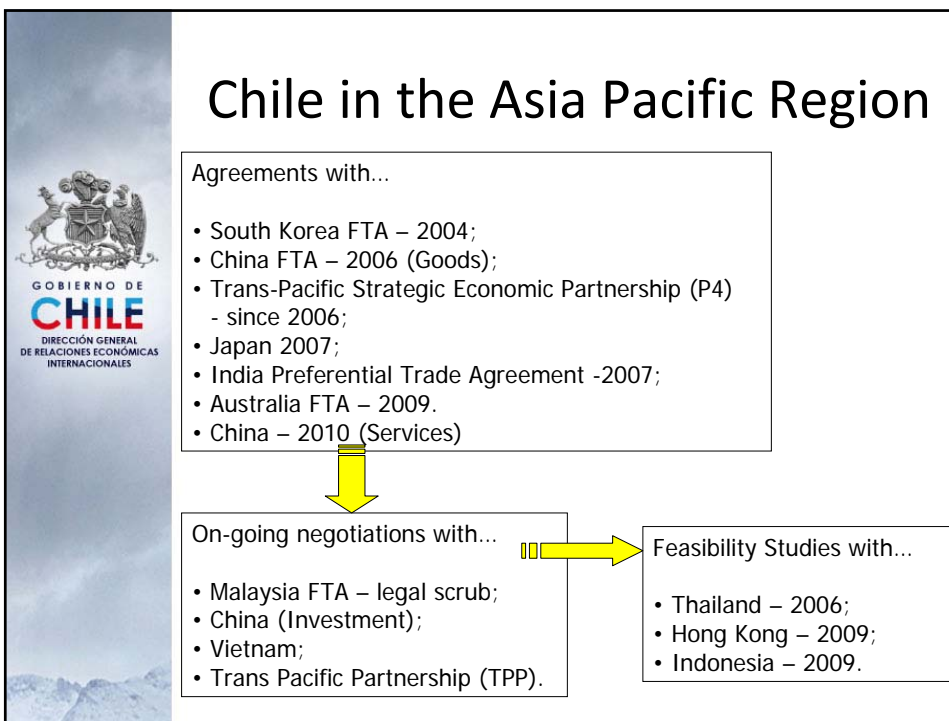 Chile in the Asia Pacific Region
GOBIERNO DE
CHILE
DIRECCIÓN GENERAL
DE RELACIONES ECONÓMICAS
INTERNACIONALES
Agreements with...
• South Korea FTA – 2004;
• China FTA – 2006 (Goods);
• Trans-Pacific Strategic Economic Partnership (P4)
- since 2006;
• Japan 2007;
• India Preferential Trade Agreement -2007;
• Australia FTA – 2009.
• China – 2010 (Services)
On-going negotiations with...
• Malaysia FTA – legal scrub;
• China (Investment);
• Vietnam;
• Trans Pacific Partnership (TPP).
Feasibility Studies with...
• Thailand – 2006;
• Hong Kong – 2009;
• Indonesia – 2009.